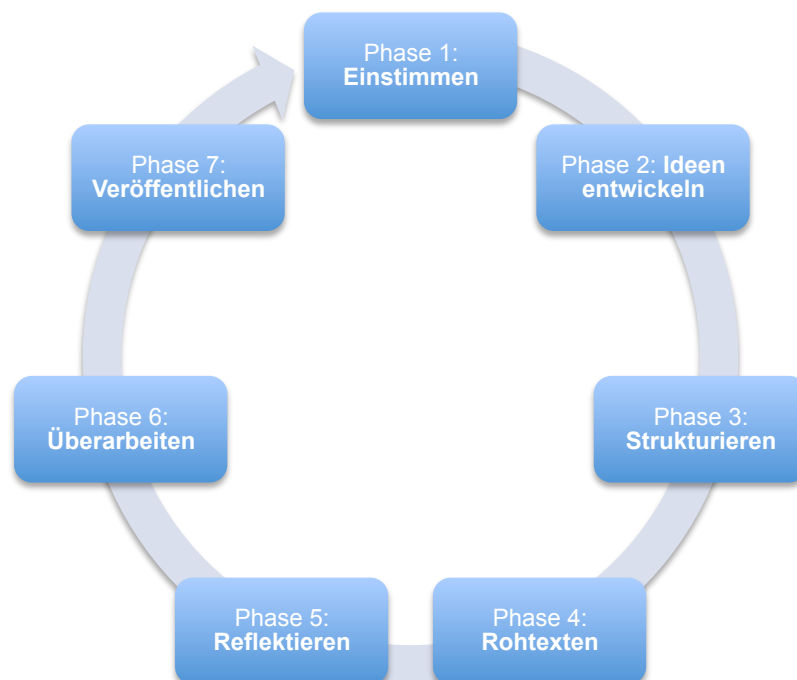 Phase 1:
Einstimmen
Phase 2: Ideen
entwickeln
Phase 3:
Strukturieren
Phase 4:
Rohtexten
Phase 5:
Reflektieren
Phase 6:
Überarbeiten
Phase 7:
Veröffentlichen